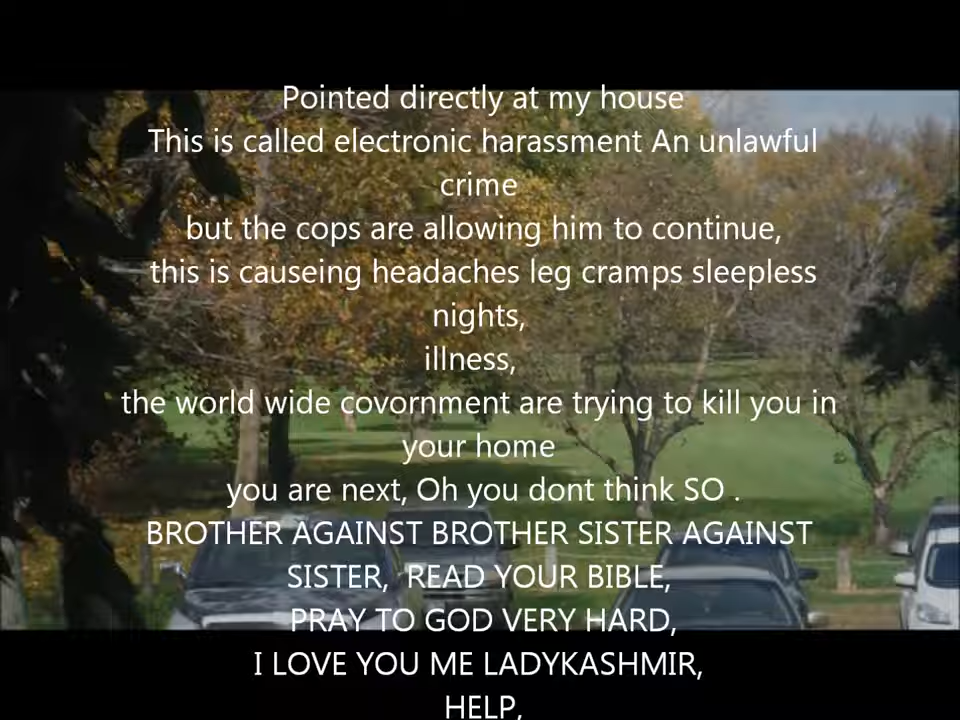 Pointed directly at my house
This is called electronic harassment An unlawful
crime
but the cops are allowing him to continue,
this is causeing headaches leg cramps sleepless
nights,
illness,
the world wide covornment are trying to kill you in
your home
you are next, Oh you dont think SO .
BROTHER AGAINST BROTHER SISTER AGAINST
SISTER,  READ YOUR BIBLE,
PRAY TO GOD VERY HARD,
I LOVE YOU ME LADYKASHMIR,
HELP,